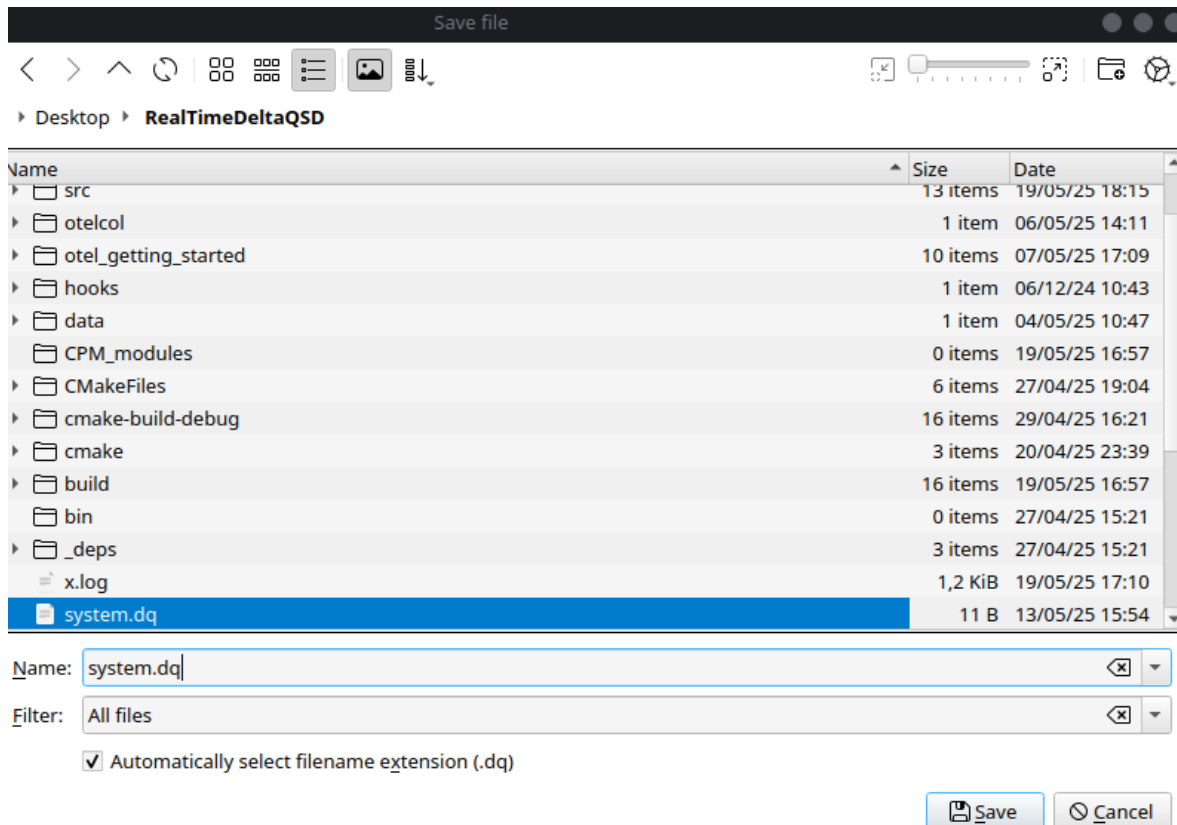 Save file
Desktop RealTimeDeltaQSD
Name Size Date
src 13 items 19/05/25 18:15
otelcol 1 item 06/05/25 14:11
otel_getting_started 10 items 07/05/25 17:09
hooks 1 item 06/12/24 10:43
data 1 item 04/05/25 10:47
CPM_modules 0 items 19/05/25 16:57
CMakeFiles 6 items 27/04/25 19:04
cmake-build-debug 16 items 29/04/25 16:21
cmake 3 items 20/04/25 23:39
build 16 items 19/05/25 16:57
bin 0 items 27/04/25 15:21
_deps 3 items 27/04/25 15:21
x.log 1,2 KiB 19/05/25 17:10
system.dq 11 B 13/05/25 15:54
Name: system.dq
Filter: All files
Automatically select filename extension (.dq)
Save Cancel